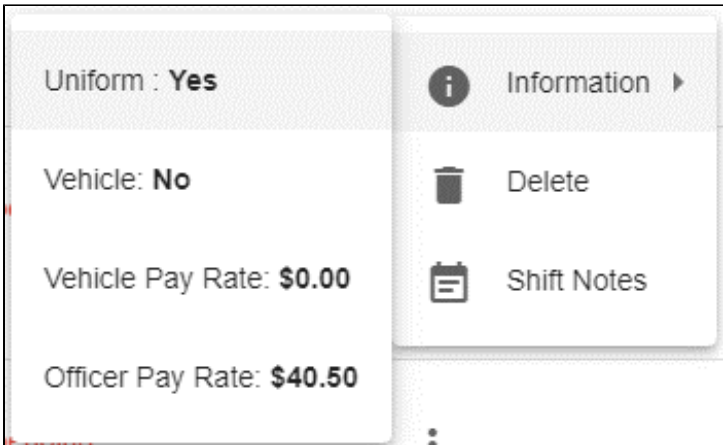 Uniform : Yes
Vehicle: No
Vehicle Pay Rate: $0.00
Officer Pay Rate: $40.50
Information
Delete
Shift Notes